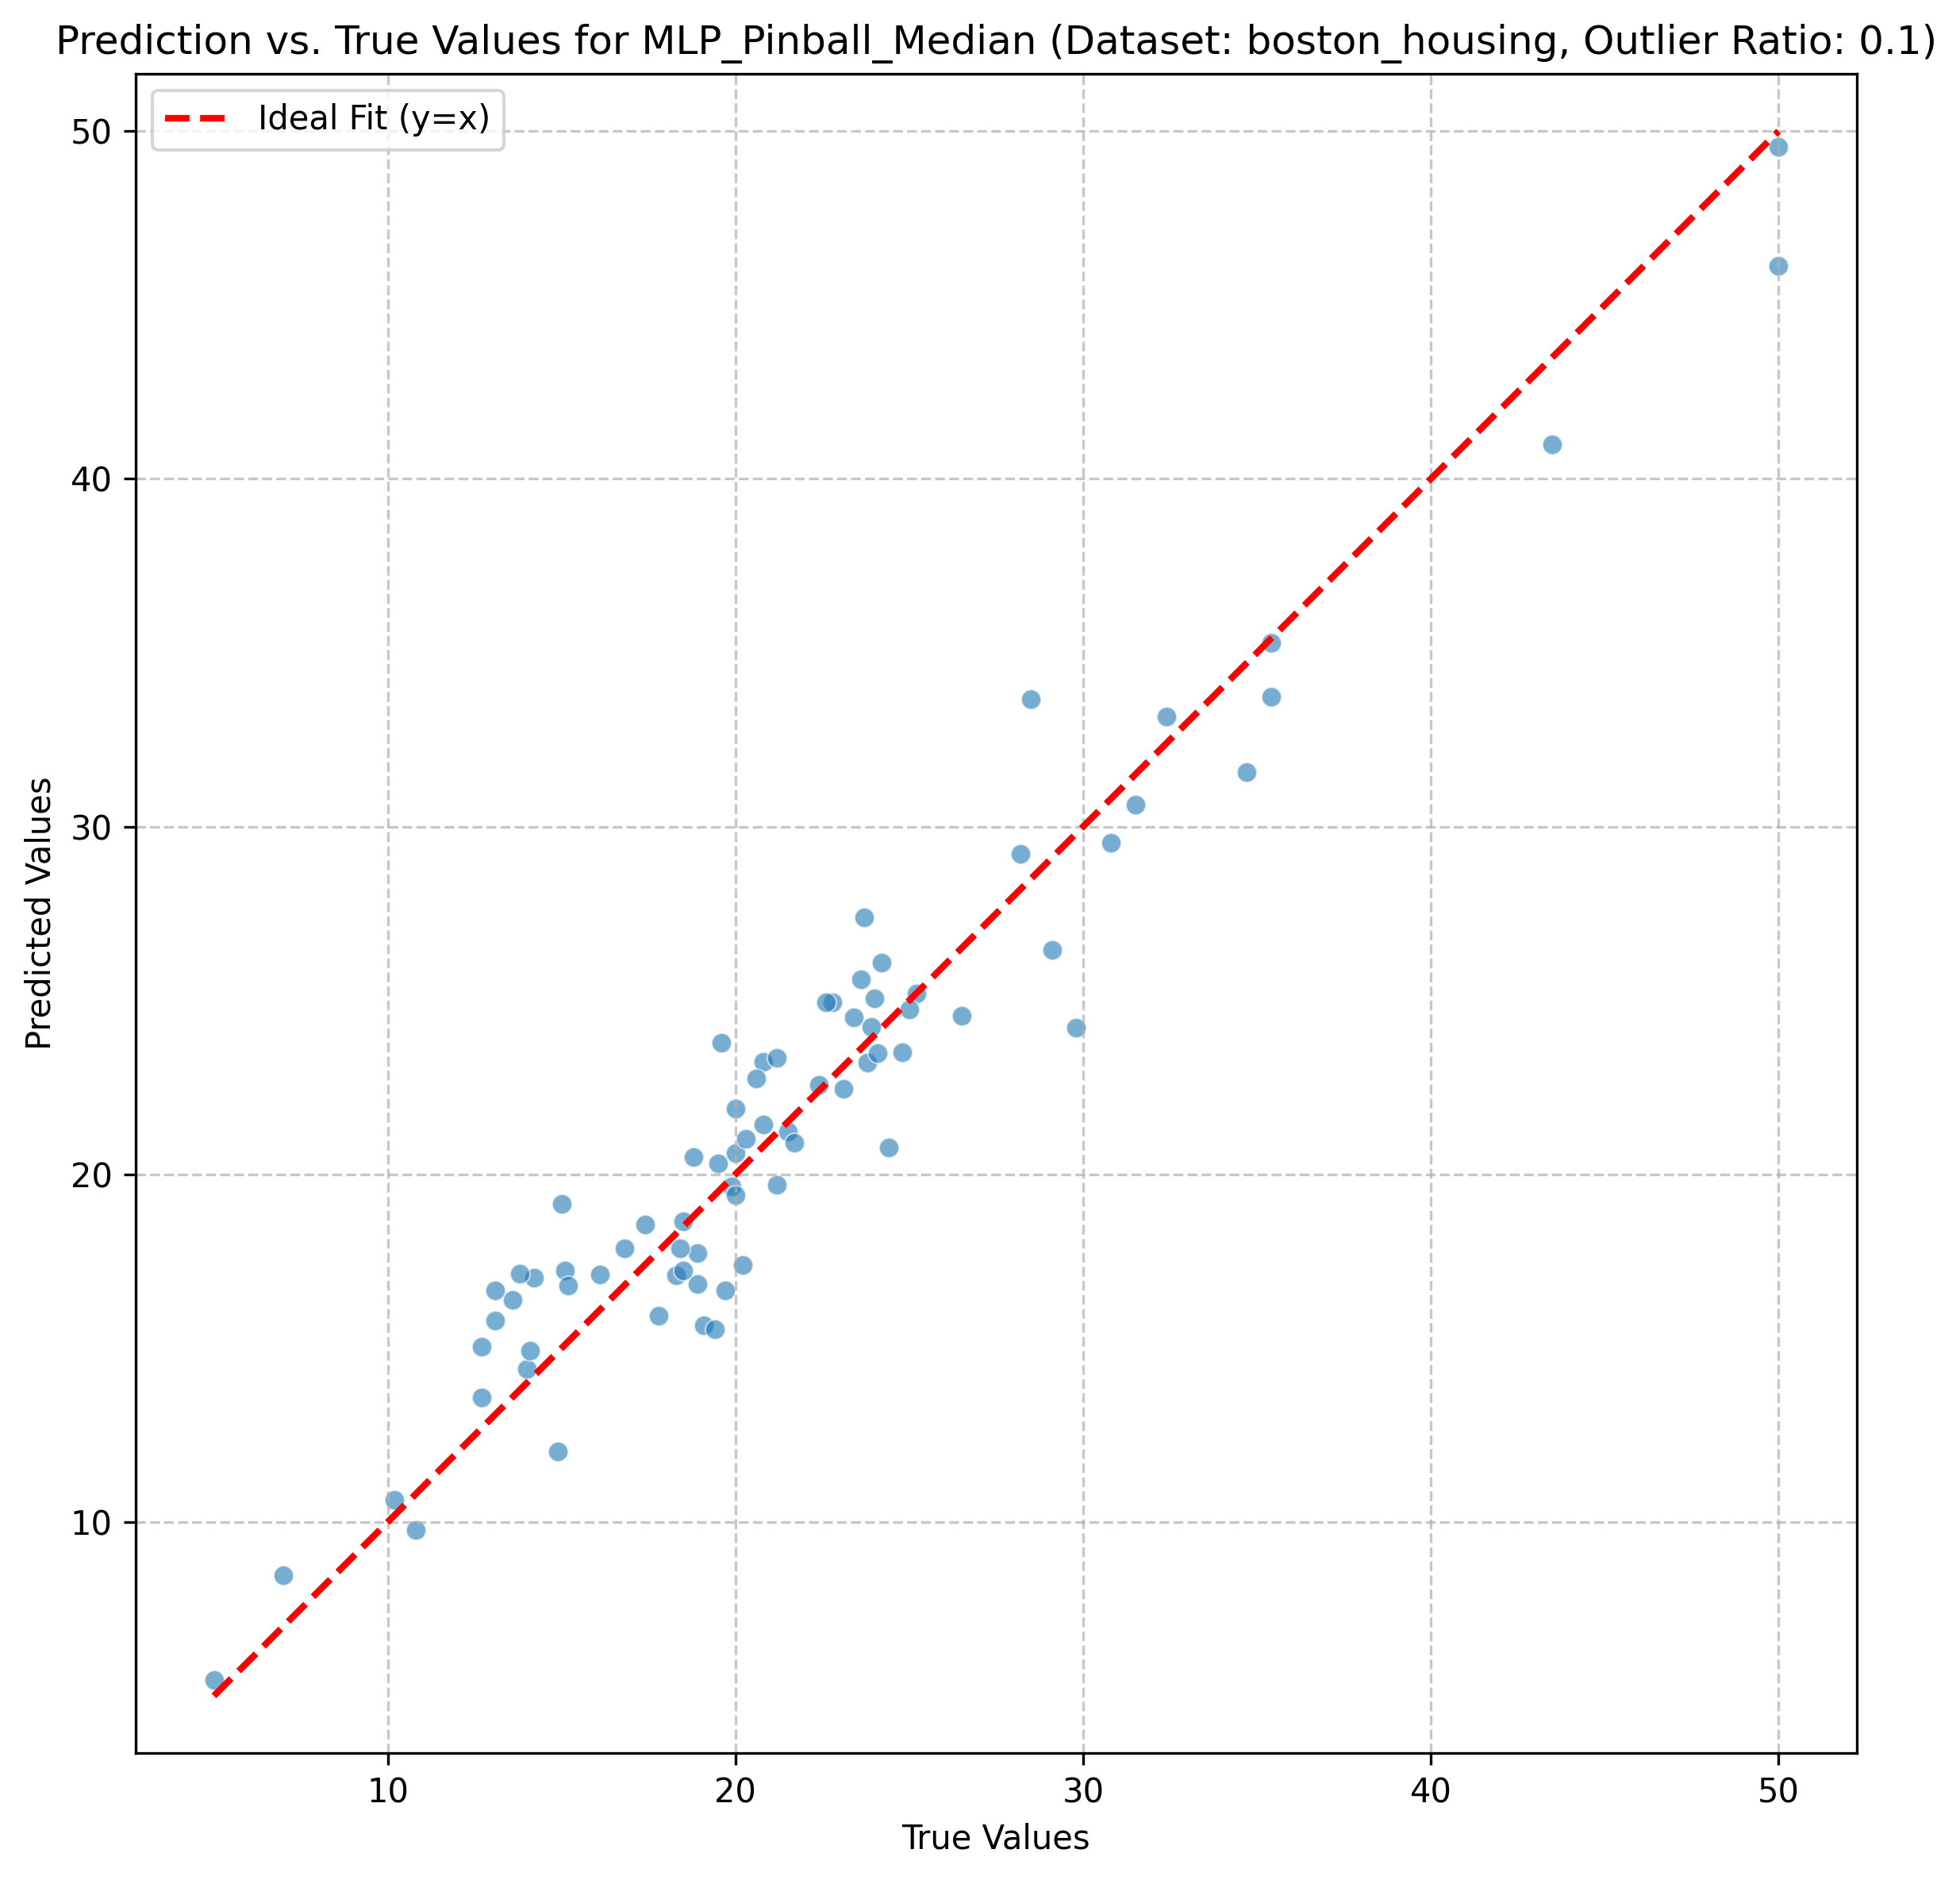 Prediction vs. True Values for MLP_Pinball_Median (Dataset: boston_housing, Outlier Ratio: 0.1)
Ideal Fit (y=x)
50
40
30
20
10
Predicted Values
10
20
30
40
50
True Values